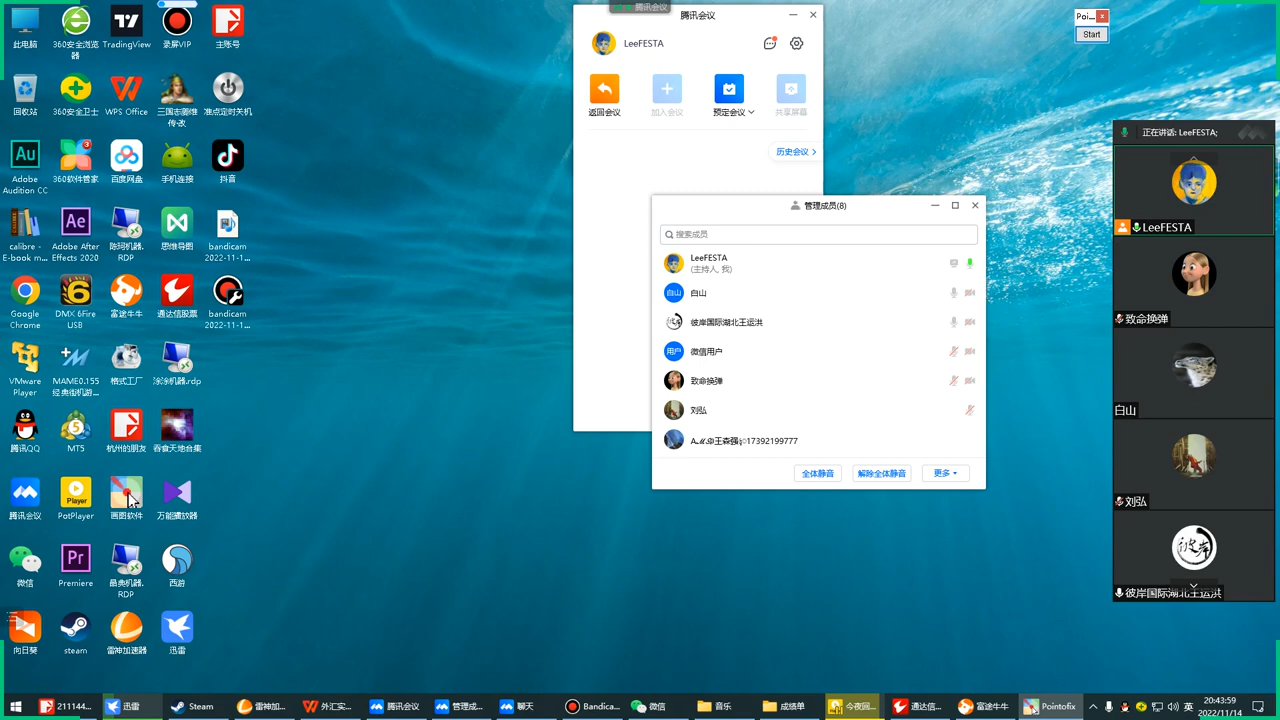 此电脑
360安全浏览器
TradingView
录屏VIP
主账号
回收站
360安全卫士
WPS Office
三国志英雄传-改
准点定时关机
Adobe Audition CC
360软件管家
百度网盘
手机连接
抖音
calibre - E-book m...
Adobe After Effects 2020
陈珂机器.RDP
思维导图
bandicam 2022-11-1...
Google Chrome
DMX 6Fire USB
富途牛牛
通达信股票
bandicam 2022-11-1...
VMware Player
MAME0.155 经典街机游...
格式工厂
涂涂机器.rdp
腾讯QQ
MT5
杭州的朋友
吞食天地合集
腾讯会议
PotPlayer
画图软件
万能播放器
微信
Premiere
RDP
西游
向日葵
steam
雷神加速器
迅雷
腾讯会议
腾讯会议
LeeFESTA
返回会议
加入会议
预定会议
共享屏幕
历史会议
管理成员(8)
搜索成员
LeeFESTA
(主持人, 我)
白山
白山
彼岸国际湖北王运洪
用户
微信用户
致命换弹
刘弘
王森强
17392199777
全体静音
解除全体静音
更多
Poi...
Start
正在讲话: LeeFESTA;
LeeFESTA
致命换弹
白山
刘弘
彼岸
彼岸国际湖北王运洪
211144...
迅雷
Steam
雷神加...
外汇实...
腾讯会议
管理成...
聊天
Bandica...
微信
音乐
成绩单
今夜回...
通达信...
富途牛牛
Pointofix
英
20:43:59
2022/11/14